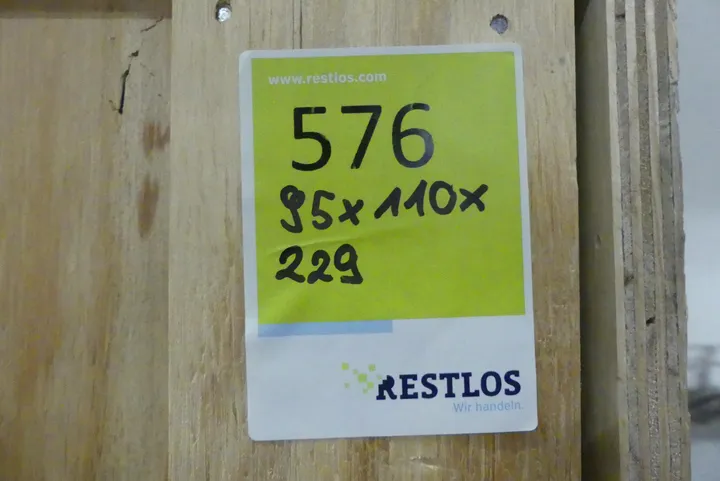 www.restlos.com
576
95x110x
229
RESTLOS
Wir handeln.